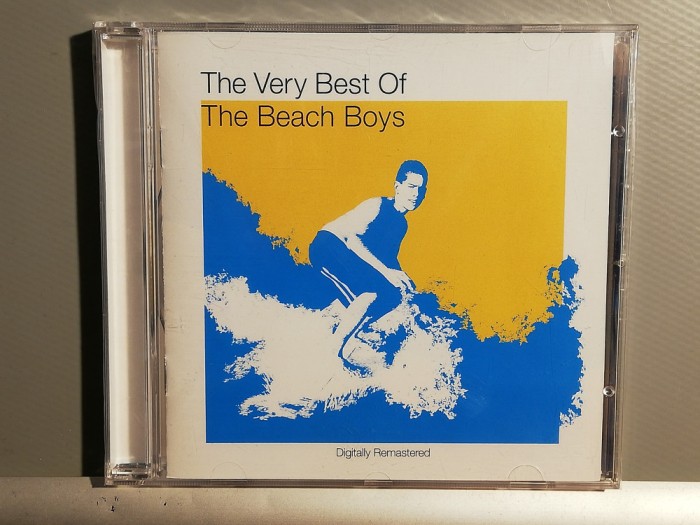 The Very Best Of
The Beach Boys
Digitally Remastered